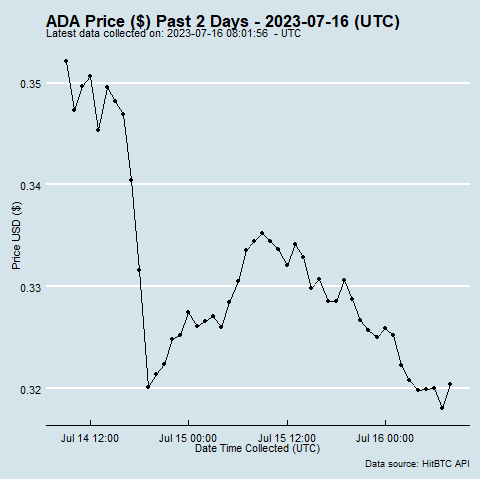 ADA Price ($) Past 2 Days - 2023-07-16 (UTC)
Latest data collected on: 2023-07-16 08:01:56 - UTC
0.35
0.34
0.33
0.32
Price USD ($)
Jul 14 12:00 Jul 15 00:00 Jul 15 12:00 Jul 16 00:00
Date Time Collected (UTC)
Data source: HitBTC API